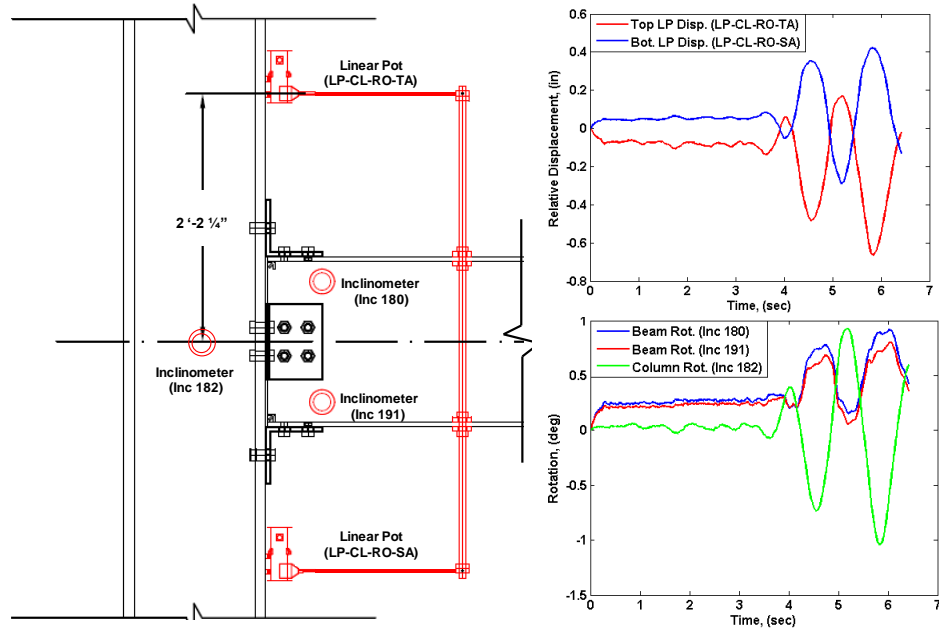 Linear Pot
(LP-CL-RO-TA)
2 ‘-2 ¼”
Inclinometer
(Inc 180)
Inclinometer
(Inc 182)
Inclinometer
(Inc 191)
Linear Pot
(LP-CL-RO-SA)
Top LP Disp. (LP-CL-RO-TA)
Bot. LP Disp. (LP-CL-RO-SA)
Relative Displacement, (in)
0.6
0.4
0.2
0
-0.2
-0.4
-0.6
-0.8
0 1 2 3 4 5 6 7
Time, (sec)
Beam Rot. (Inc 180)
Beam Rot. (Inc 191)
Column Rot. (Inc 182)
Rotation, (deg)
1
0.5
0
-0.5
-1
-1.5
0 1 2 3 4 5 6 7
Time, (sec)